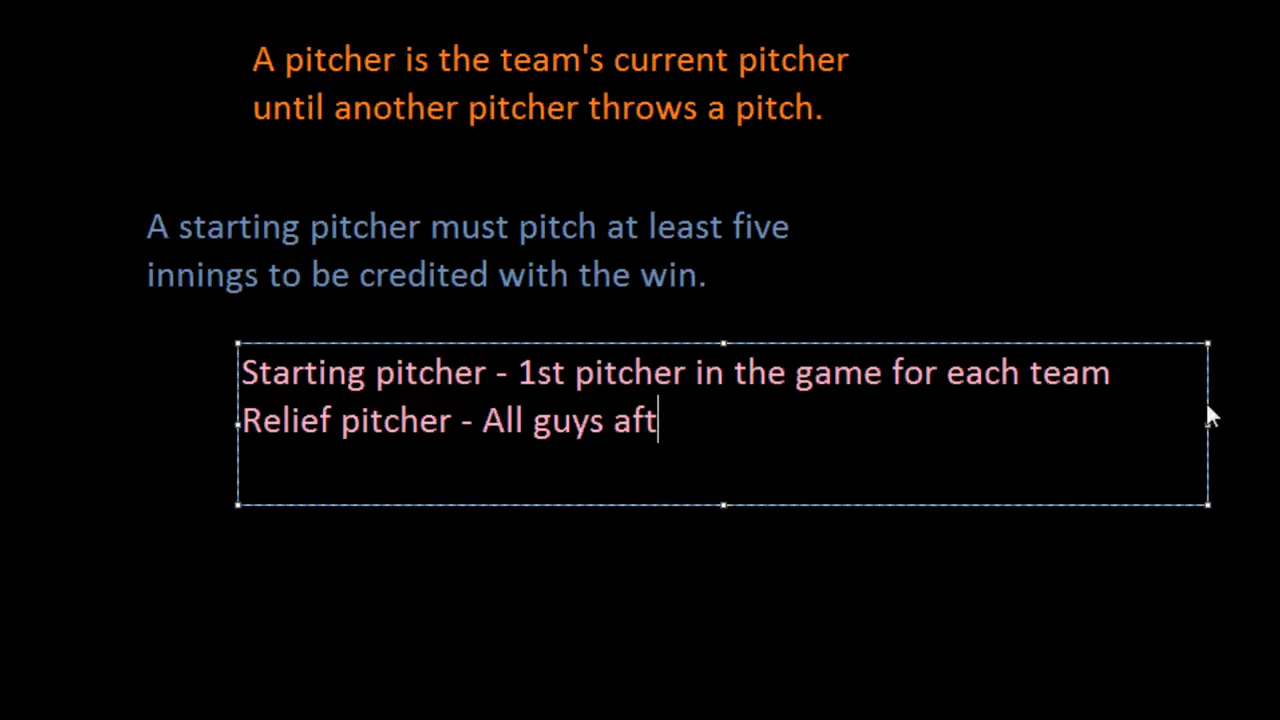 A pitcher is the team's current pitcher
until another pitcher throws a pitch.
A starting pitcher must pitch at least five
innings to be credited with the win.
Starting pitcher - 1st pitcher in the game for each team
Relief pitcher - All guys aft